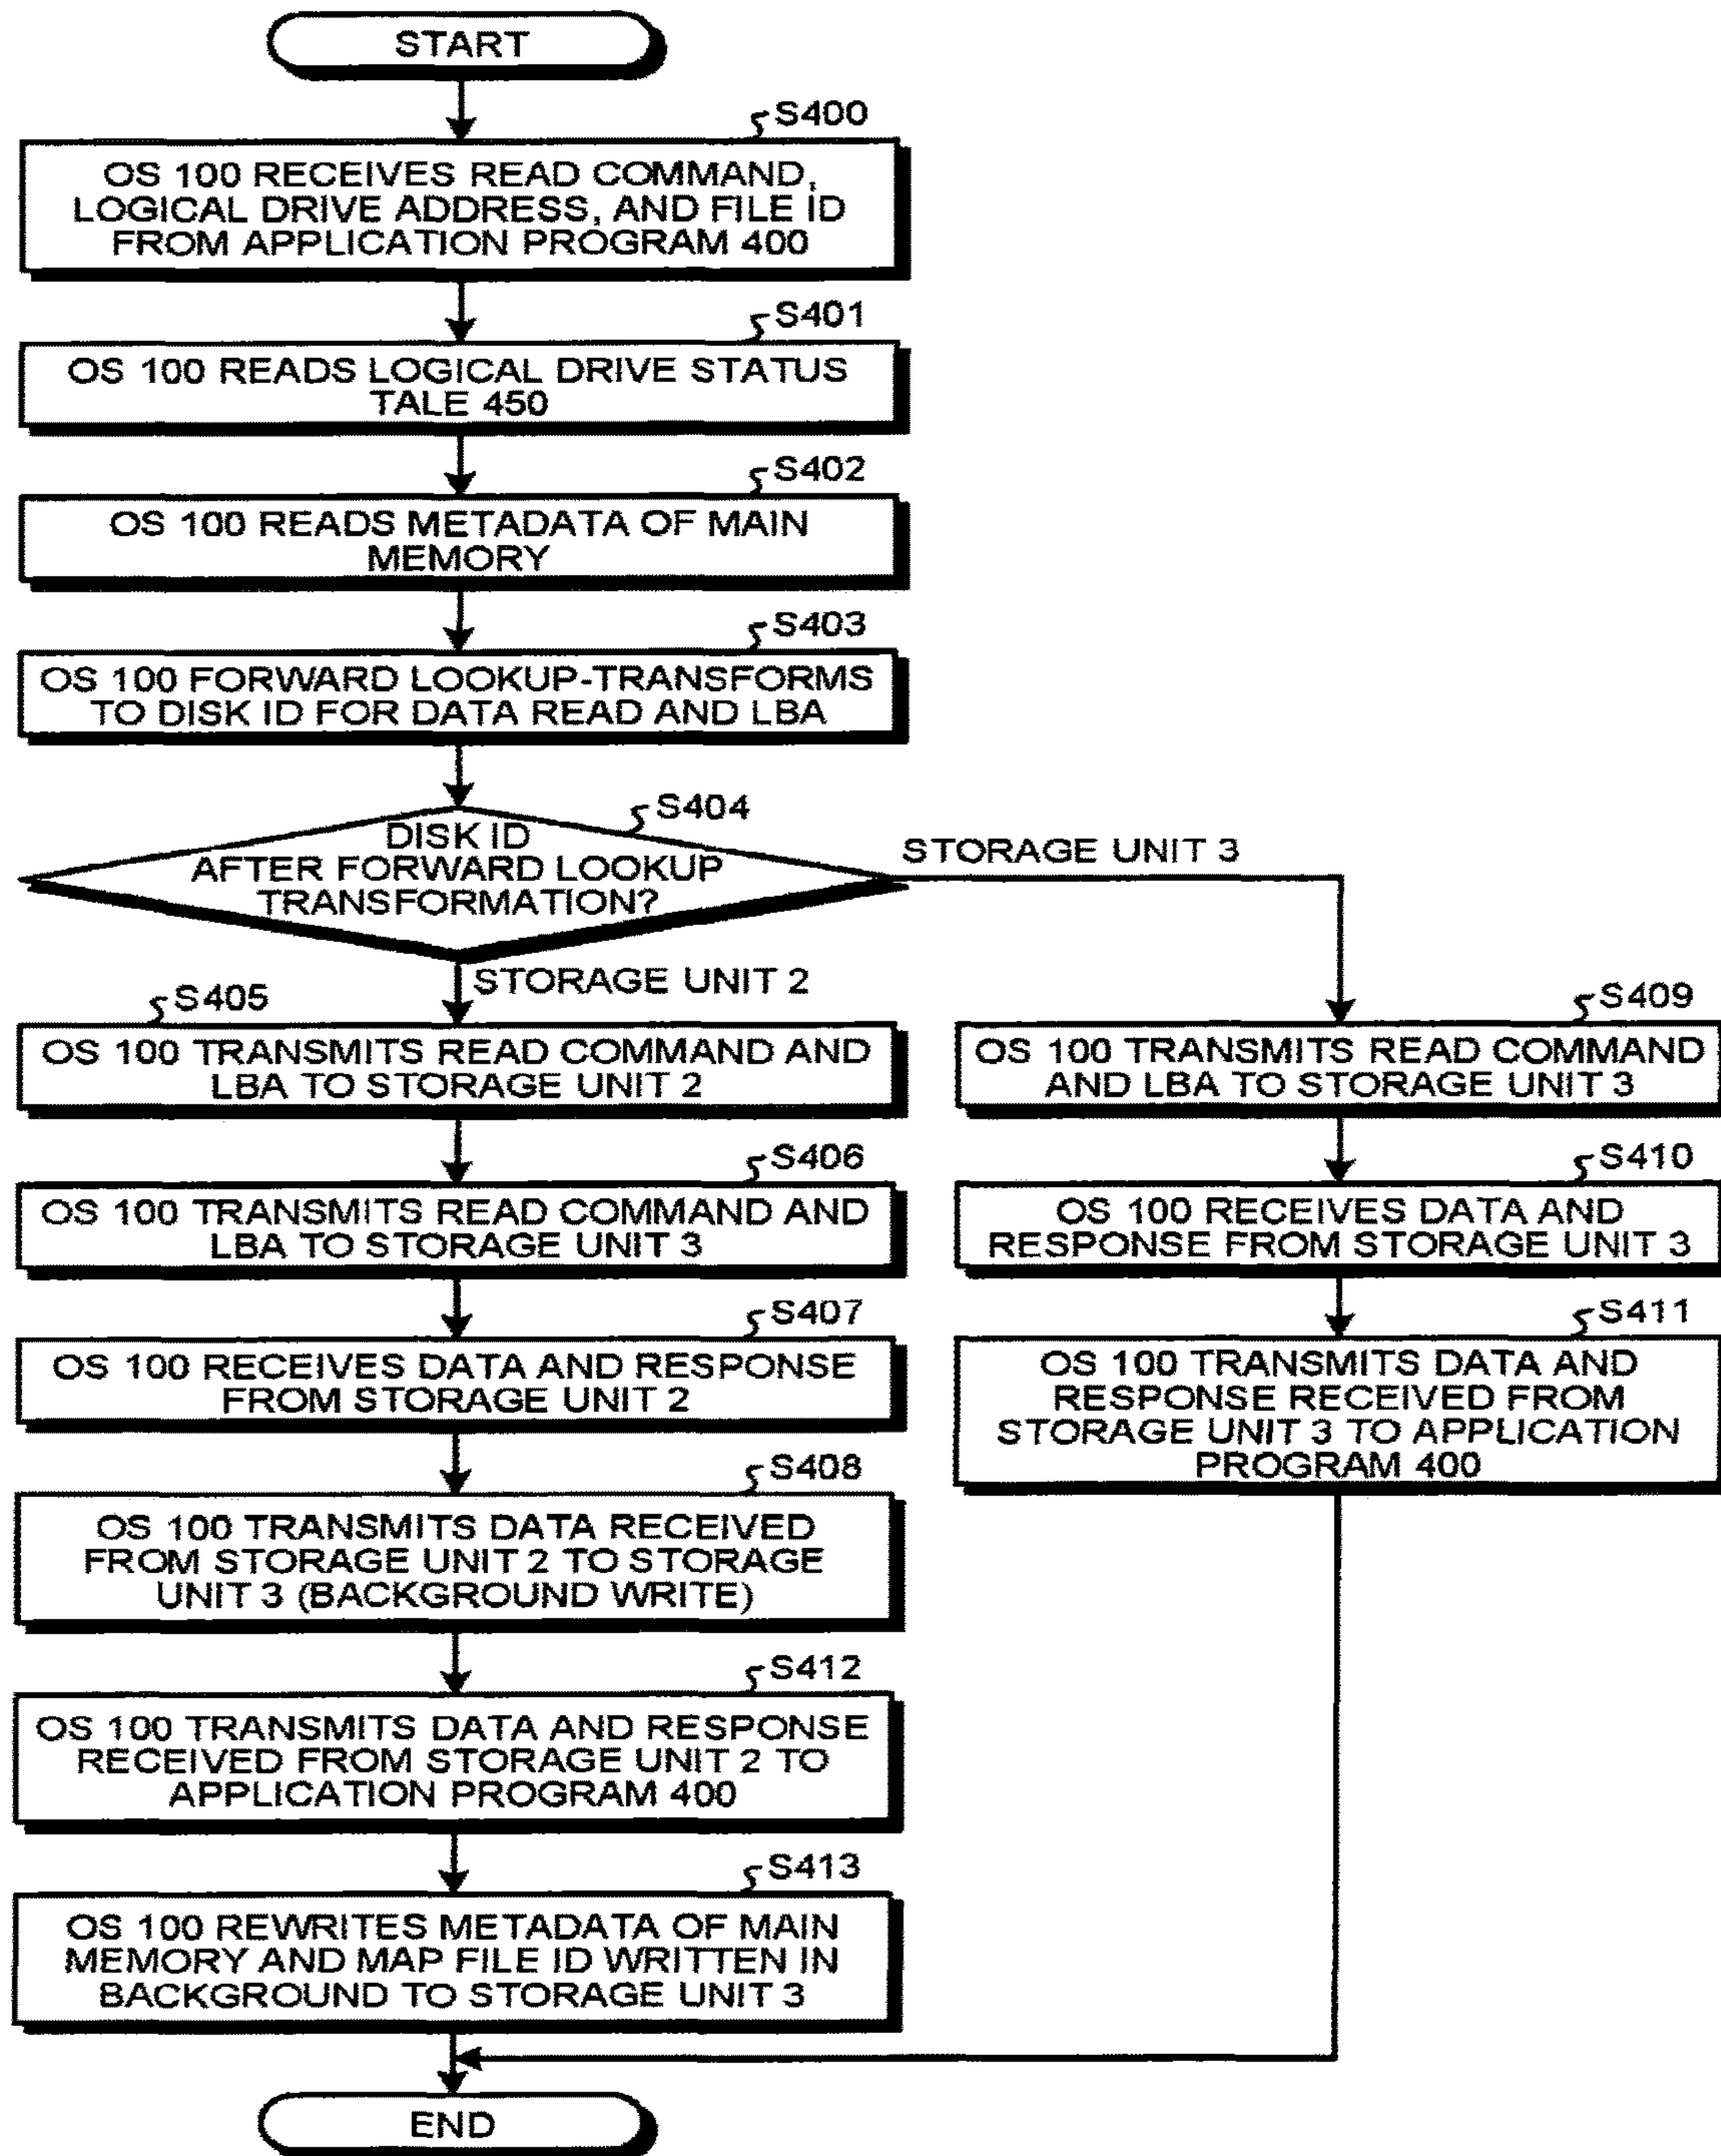 START
S400
OS 100 RECEIVES READ COMMAND,
LOGICAL DRIVE ADDRESS, AND FILE ID
FROM APPLICATION PROGRAM 400
S401
OS 100 READS LOGICAL DRIVE STATUS
TALE 450
S402
OS 100 READS METADATA OF MAIN
MEMORY
S403
OS 100 FORWARD LOOKUP-TRANSFORMS
TO DISK ID FOR DATA READ AND LBA
S404
DISK ID
AFTER FORWARD LOOKUP
TRANSFORMATION?
STORAGE UNIT 3
STORAGE UNIT 2
S405
OS 100 TRANSMITS READ COMMAND AND
LBA TO STORAGE UNIT 2
S406
OS 100 TRANSMITS READ COMMAND AND
LBA TO STORAGE UNIT 3
S407
OS 100 RECEIVES DATA AND RESPONSE
FROM STORAGE UNIT 2
S408
OS 100 TRANSMITS DATA RECEIVED
FROM STORAGE UNIT 2 TO STORAGE
UNIT 3 (BACKGROUND WRITE)
S412
OS 100 TRANSMITS DATA AND RESPONSE
RECEIVED FROM STORAGE UNIT 2 TO
APPLICATION PROGRAM 400
S413
OS 100 REWRITES METADATA OF MAIN
MEMORY AND MAP FILE ID WRITTEN IN
BACKGROUND TO STORAGE UNIT 3
S409
OS 100 TRANSMITS READ COMMAND
AND LBA TO STORAGE UNIT 3
S410
OS 100 RECEIVES DATA AND
RESPONSE FROM STORAGE UNIT 3
S411
OS 100 TRANSMITS DATA AND
RESPONSE RECEIVED FROM
STORAGE UNIT 3 TO APPLICATION
PROGRAM 400
END